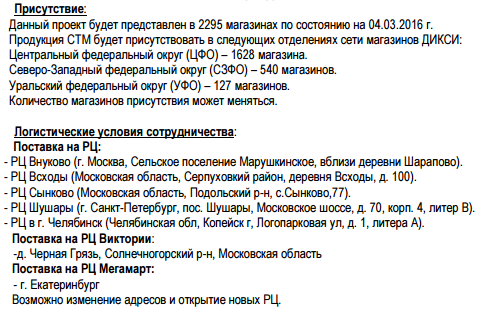 Присутствие:
Данный проект будет представлен в 2295 магазинах по состоянию на 04.03.2016 г.
Продукция СТМ будет присутствовать в следующих отделениях сети магазинов ДИКСИ:
Центральный федеральный округ (ЦФО) – 1628 магазина.
Северо-Западный федеральный округ (СЗФО) – 540 магазинов.
Уральский федеральный округ (УФО) – 127 магазинов.
Количество магазинов присутствия может меняться.
Логистические условия сотрудничества:
Поставка на РЦ:
- РЦ Внуково (г. Москва, Сельское поселение Марушкинское, вблизи деревни Шарапово).
- РЦ Всходы (Московская область, Серпуховкий район, деревня Всходы, д. 100).
- РЦ Сынково (Московская область, Подольский р-н, с.Сынково,77).
- РЦ Шушары (г. Санкт-Петербург, пос. Шушары, Московское шоссе, д. 70, корп. 4, литер В).
- РЦ в г. Челябинск (Челябинская обл, Копейск г, Логопарковая ул, д. 1, литера А).
Поставка на РЦ Виктории:
-д. Черная Грязь, Солнечногорский р-н, Московская область
Поставка на РЦ Мегамарт:
- г. Екатеринбург
Возможно изменение адресов и открытие новых РЦ.